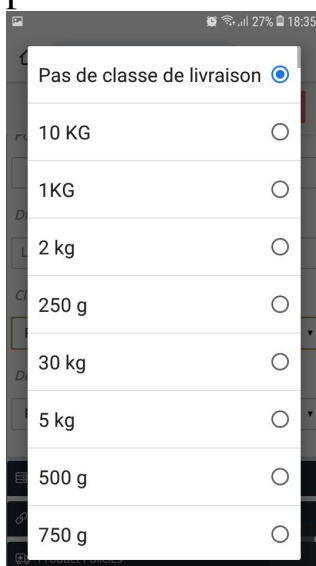 27% 18:35
Pas de classe de livraison
10 KG
1KG
2 kg
250 g
30 kg
5 kg
500 g
750 g
Product Policies